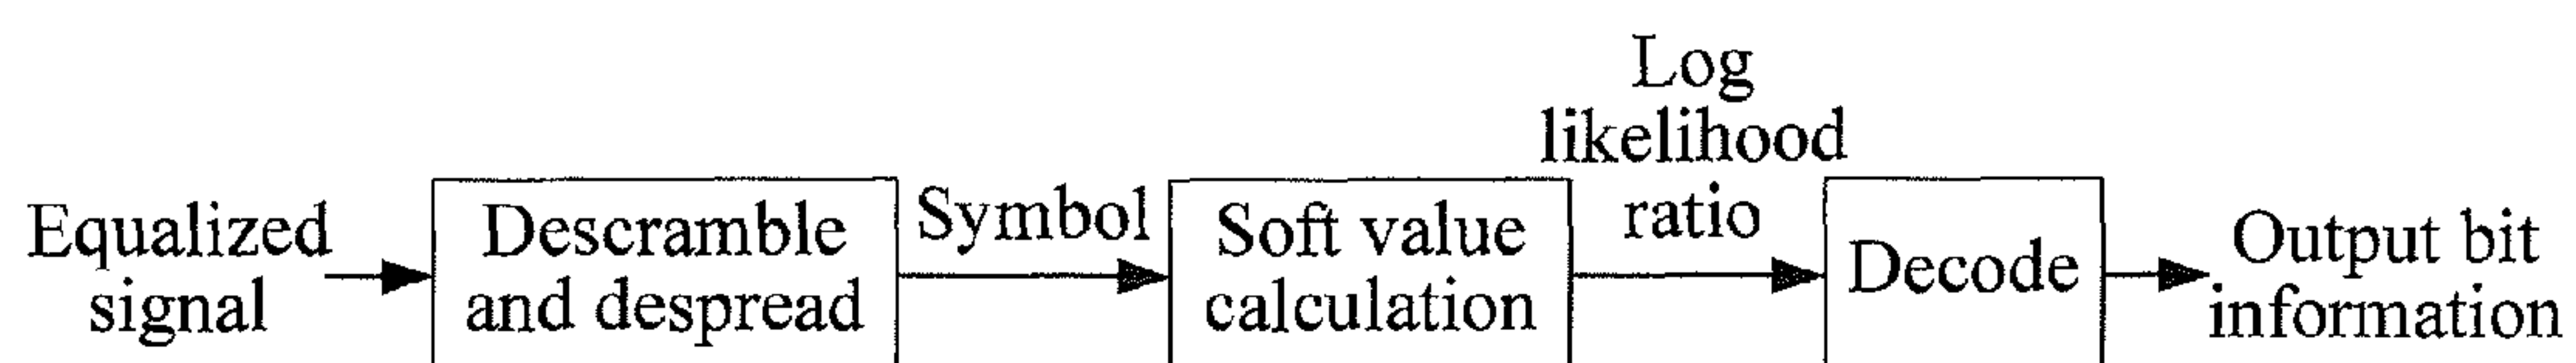 Equalized
signal
Descramble
and despread
Symbol
Soft value
calculation
Log
likelihood
ratio
Decode
Output bit
information